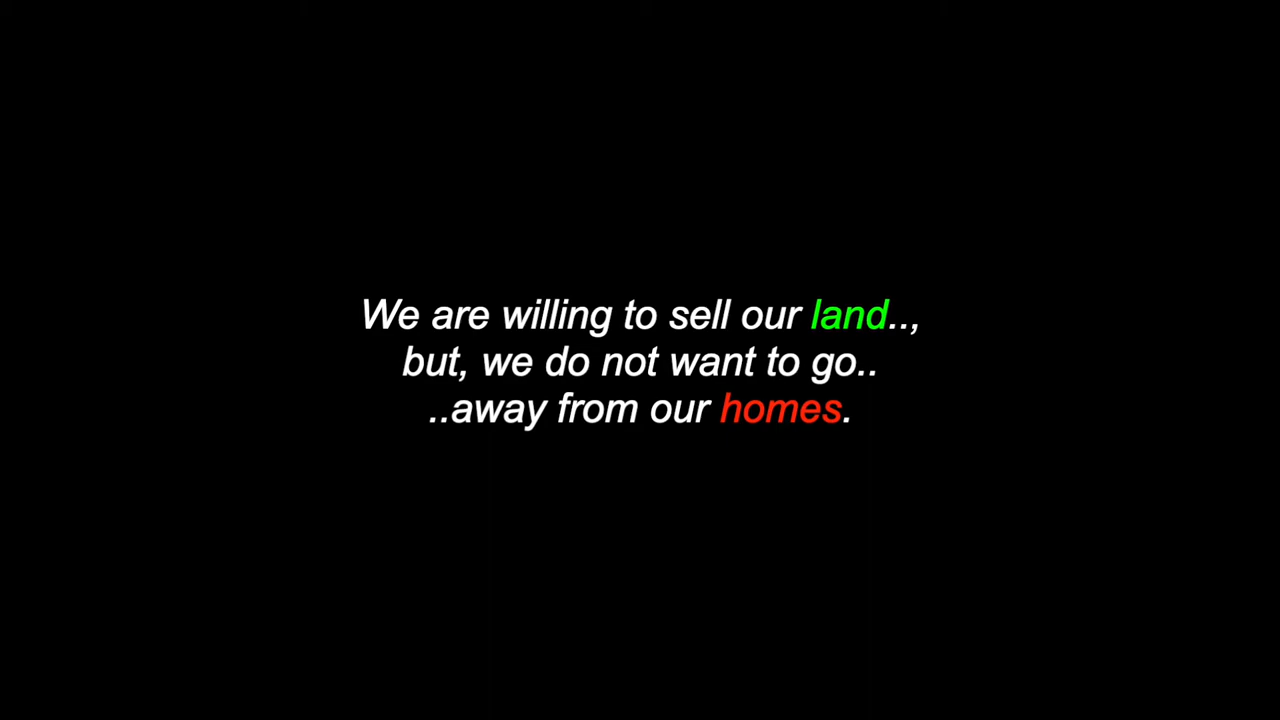 We are willing to sell our land..,
but, we do not want to go..
..away from our homes.